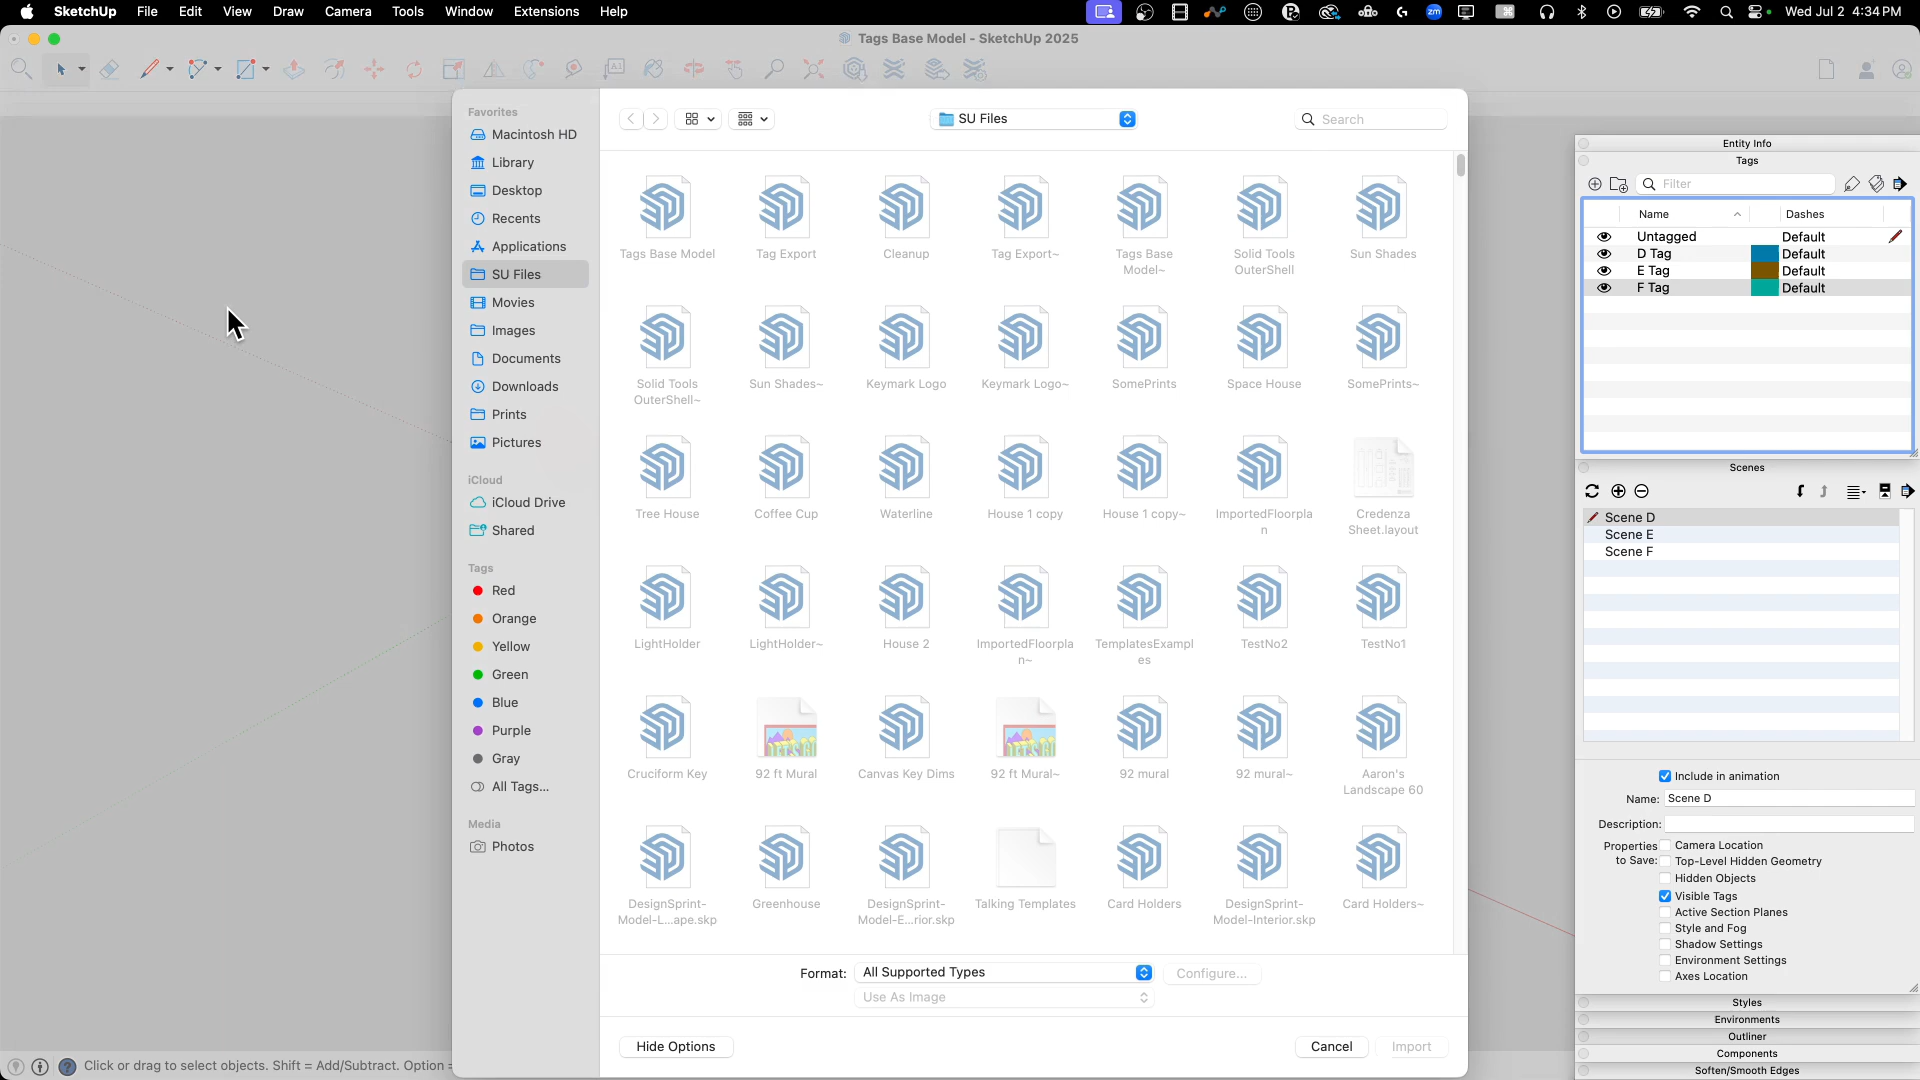 SketchUp File Edit View Draw Camera Tools Window Extensions Help
zm
Wed Jul 2 4:34 PM
Tags Base Model - SketchUp 2025
Favorites
Macintosh HD
Library
Desktop
Recents
Applications
SU Files
Movies
Images
Documents
Downloads
Prints
Pictures
iCloud
iCloud Drive
Shared
Tags
Red
Orange
Yellow
Green
Blue
Purple
Gray
All Tags...
Media
Photos
SU Files
Search
Tags Base Model
Tag Export
Cleanup
Tag Export~
Tags Base
Model~
Solid Tools
OuterShell
Sun Shades
Solid Tools
OuterShell~
Sun Shades~
Keymark Logo
Keymark Logo~
SomePrints
Space House
SomePrints~
Tree House
Coffee Cup
Waterline
House 1 copy
House 1 copy~
ImportedFloorpla
n
Credenza
Sheet.layout
LightHolder
LightHolder~
House 2
ImportedFloorpla
n~
TemplatesExampl
es
TestNo2
TestNo1
Cruciform Key
92 ft Mural
Canvas Key Dims
92 ft Mural~
92 mural
92 mural~
Aaron's
Landscape 60
DesignSprint-
Model-L...ape.skp
Greenhouse
DesignSprint-
Model-E...rior.skp
Talking Templates
Card Holders
DesignSprint-
Model-Interior.skp
Card Holders~
Format: All Supported Types
Configure...
Use As Image
Hide Options
Cancel
Import
Entity Info
Tags
Filter
Name Dashes
Untagged Default
D Tag Default
E Tag Default
F Tag Default
Scenes
Scene D
Scene E
Scene F
Include in animation
Name: Scene D
Description:
Properties
to Save:
Camera Location
Top-Level Hidden Geometry
Hidden Objects
Visible Tags
Active Section Planes
Style and Fog
Shadow Settings
Environment Settings
Axes Location
Styles
Environments
Outliner
Components
Soften/Smooth Edges
Click or drag to select objects. Shift = Add/Subtract. Option =